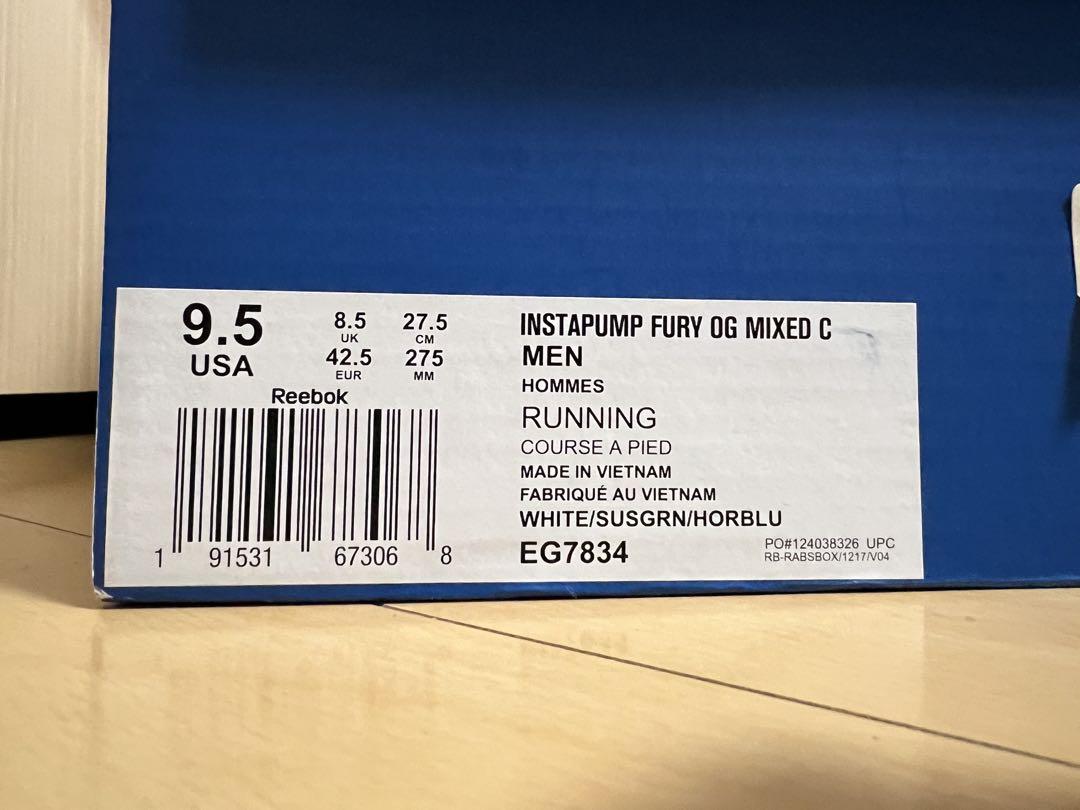 9.5
USA
8.5
UK
27.5
CM
42.5
EUR
275
MM
Reebok
1 91531 67306 8
INSTAPUMP FURY OG MIXED C
MEN
HOMMES
RUNNING
COURSE A PIED
MADE IN VIETNAM
FABRIQUÉ AU VIETNAM
WHITE/SUSGRN/HORBLU
EG7834
PO#124038326 UPC
RB-RABSBOX/1217/V04